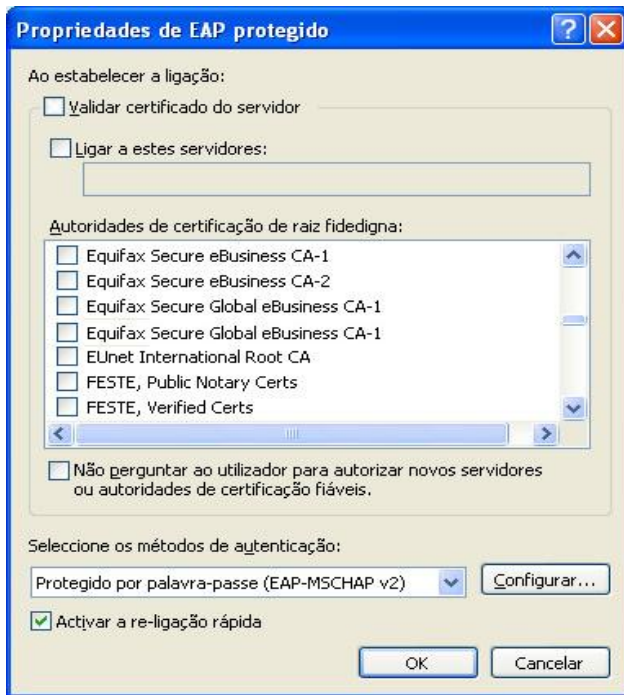 Propriedades de EAP protegido
Ao estabelecer a ligação:
Validar certificado do servidor
Ligar a estes servidores:
Autoridades de certificação de raiz fidedigna:
Equifax Secure eBusiness CA-1
Equifax Secure eBusiness CA-2
Equifax Secure Global eBusiness CA-1
Equifax Secure Global eBusiness CA-1
EUnet International Root CA
FESTE, Public Notary Certs
FESTE, Verified Certs
Não perguntar ao utilizador para autorizar novos servidores
ou autoridades de certificação fiáveis.
Seleccione os métodos de autenticação:
Protegido por palavra-passe (EAP-MSCHAP v2)
Configurar...
Activar a re-ligação rápida
OK
Cancelar